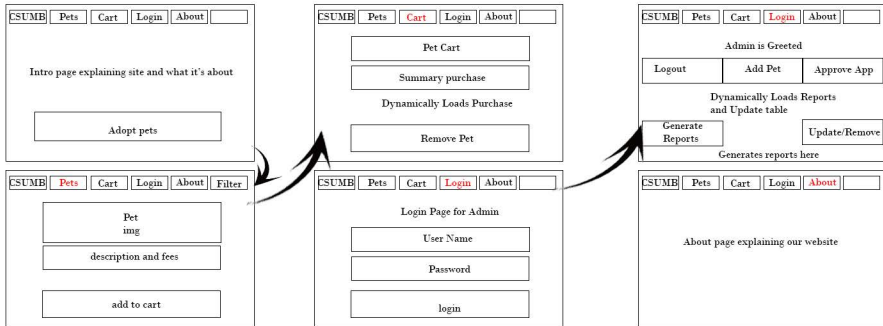 CSUMB Pets Cart Login About
Intro page explaining site and what it's about
Adopt pets
CSUMB Pets Cart Login About
Pet Cart
Summary purchase
Dynamically Loads Purchase
Remove Pet
CSUMB Pets Cart Login About
Admin is Greeted
Logout Add Pet Approve App
Dynamically Loads Reports
and Update table
Generate
Reports
Update/Remove
Generates reports here
CSUMB Pets Cart Login About Filter
Pet
img
description and fees
add to cart
CSUMB Pets Cart Login About
Login Page for Admin
User Name
Password
login
CSUMB Pets Cart Login About
About page explaining our website